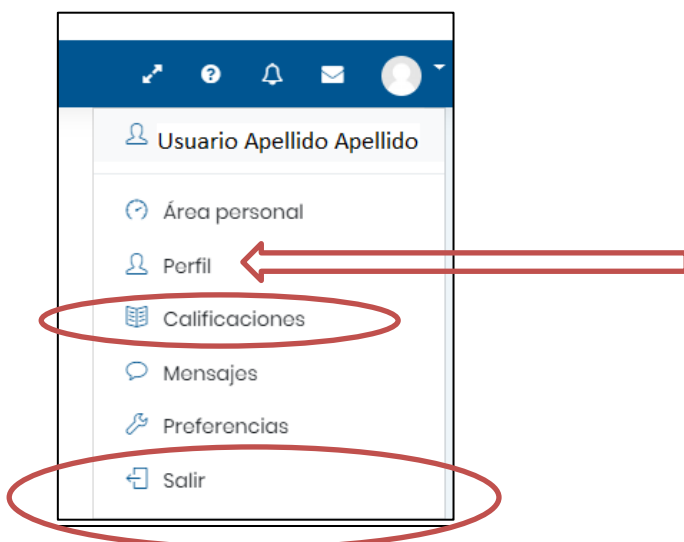 Usuario Apellido Apellido
Área personal
Perfil
Calificaciones
Mensajes
Preferencias
Salir